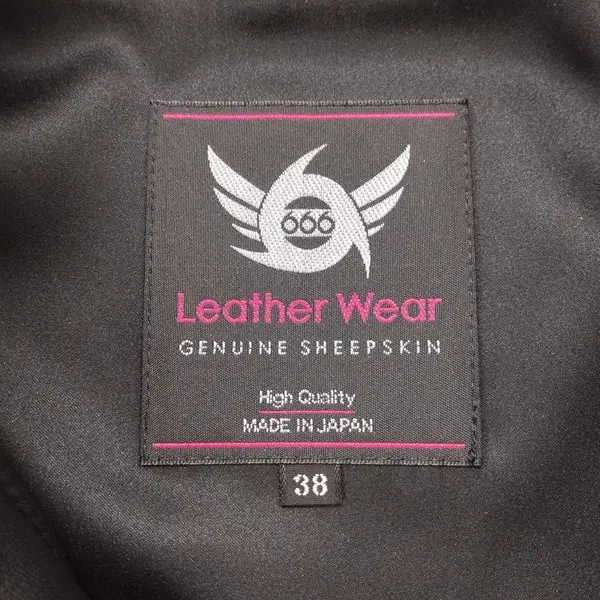 666
Leather Wear
GENUINE SHEEPSKIN
High Quality
MADE IN JAPAN
38